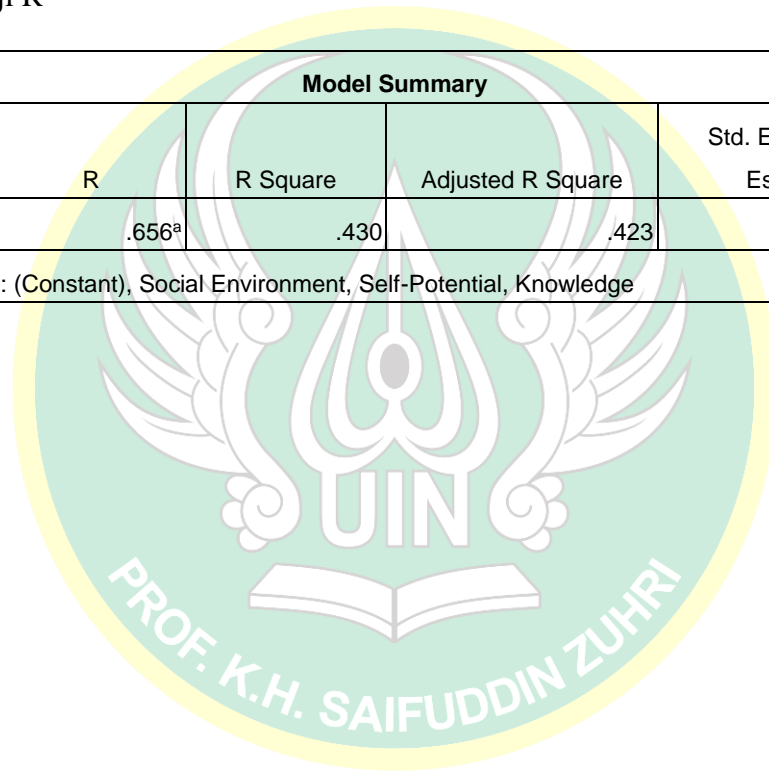 Model Summary
R R Square Adjusted R Square Std.
.656a .430 .423
: (Constant), Social Environment, Self-Potential, Knowledge
UIN
PROF. K.H. SAIFUDDIN ZUHRI